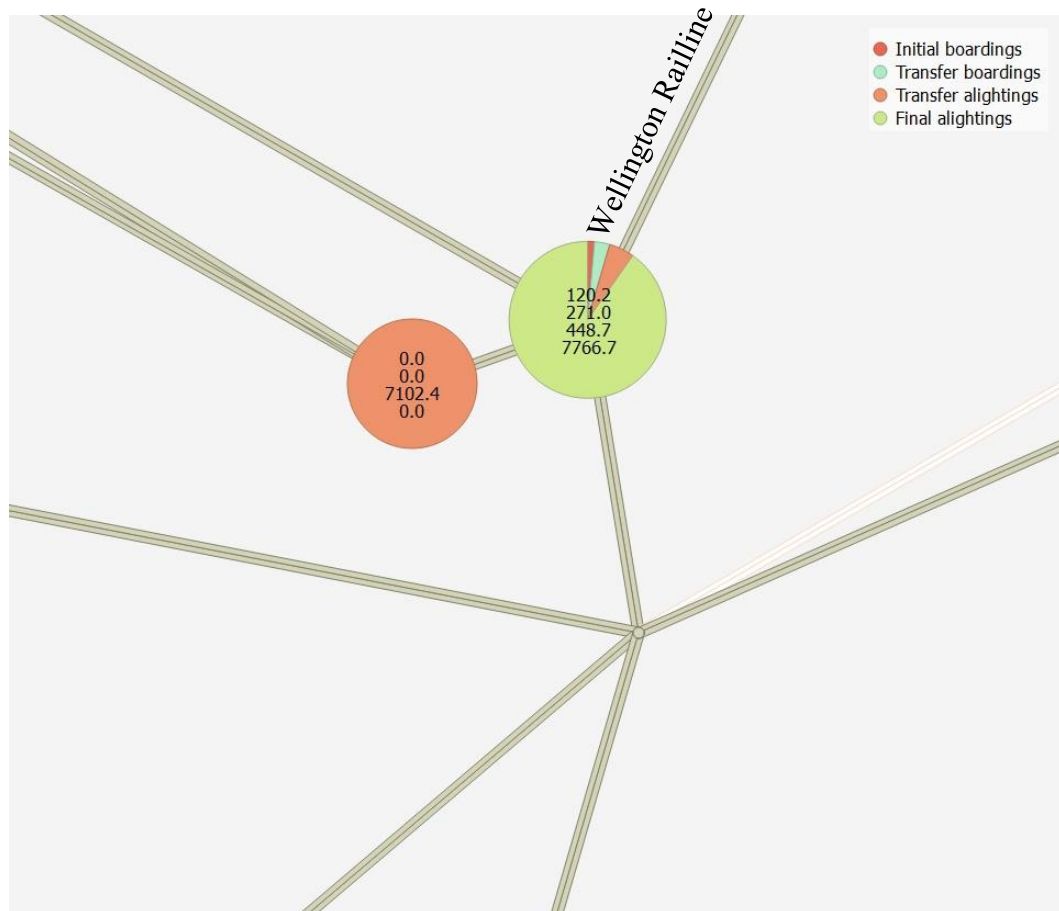 Wellington Railline
Initial boardings
Transfer boardings
Transfer alightings
Final alightings
120.2
271.0
448.7
7766.7
0.0
0.0
7102.4
0.0